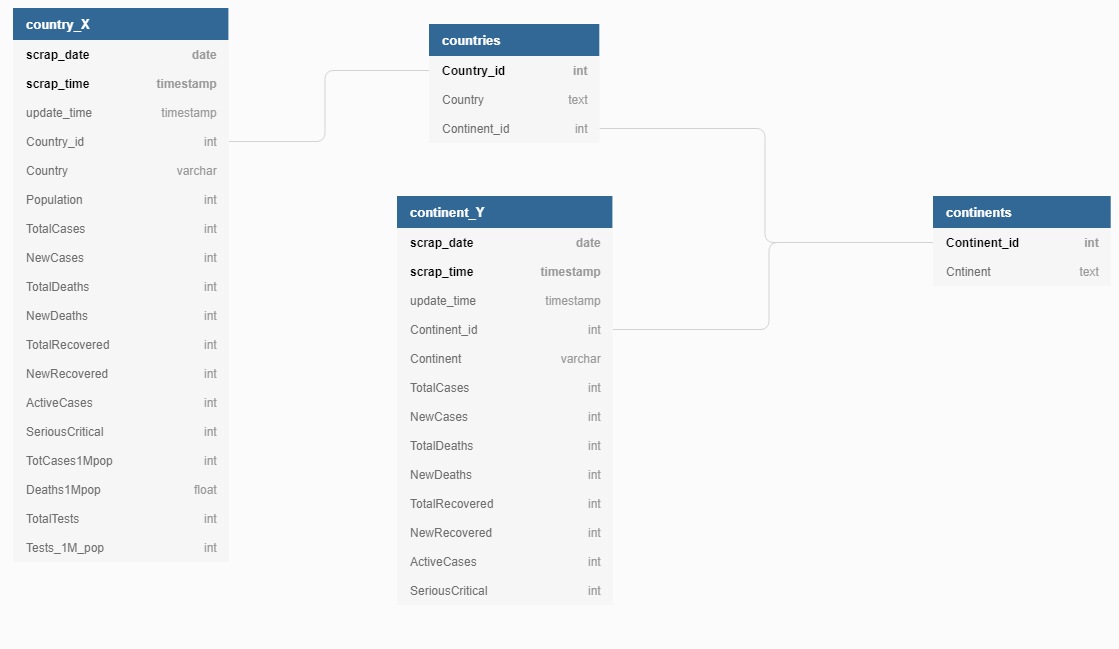 country_X
scrap_date date
scrap_time timestamp
update_time timestamp
Country_id int
Country varchar
Population int
TotalCases int
NewCases int
TotalDeaths int
NewDeaths int
TotalRecovered int
NewRecovered int
ActiveCases int
SeriousCritical int
TotCases1Mpop int
Deaths1Mpop float
TotalTests int
Tests_1M_pop int
countries
Country_id int
Country text
Continent_id int
continent_Y
scrap_date date
scrap_time timestamp
update_time timestamp
Continent_id int
Continent varchar
TotalCases int
NewCases int
TotalDeaths int
NewDeaths int
TotalRecovered int
NewRecovered int
ActiveCases int
SeriousCritical int
continents
Continent_id int
Cntinent text